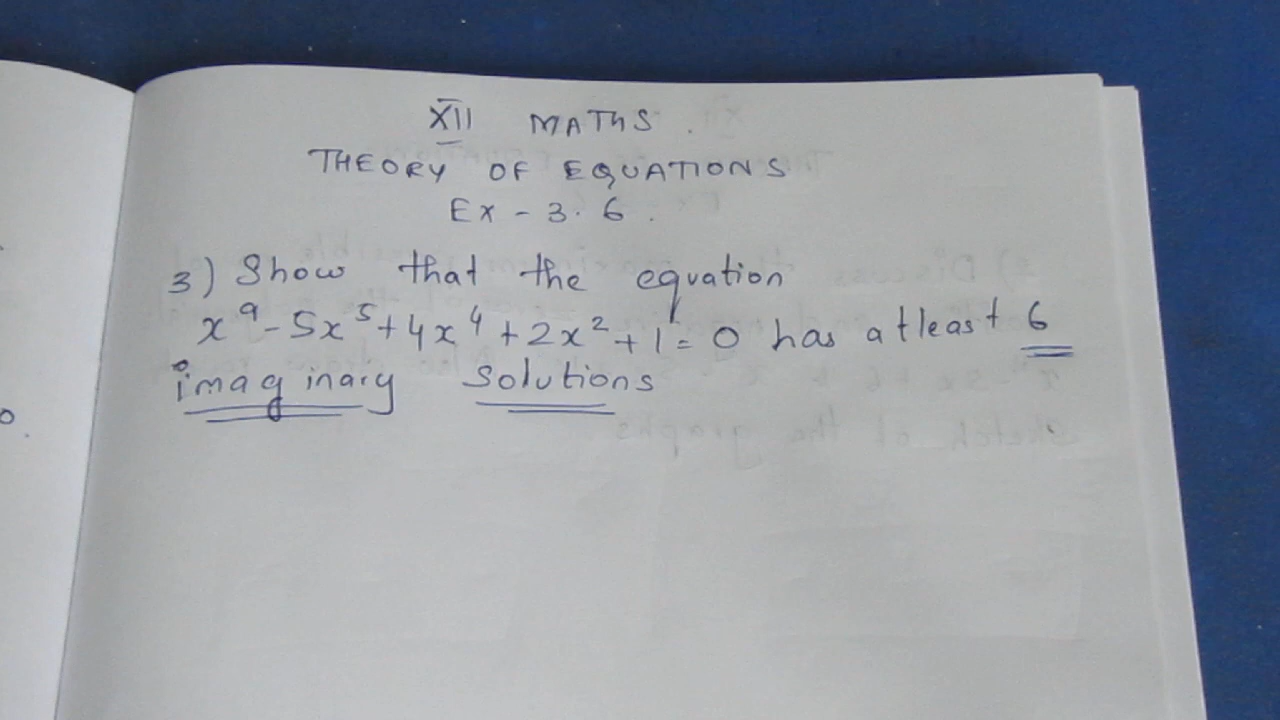 XII MATHS.
THEORY OF EQUATIONS
Ex - 3.6.
3) Show that the equation
x⁹ - 5x⁵ + 4x⁴ + 2x² + 1 = 0 has atleast 6
imaginary solutions